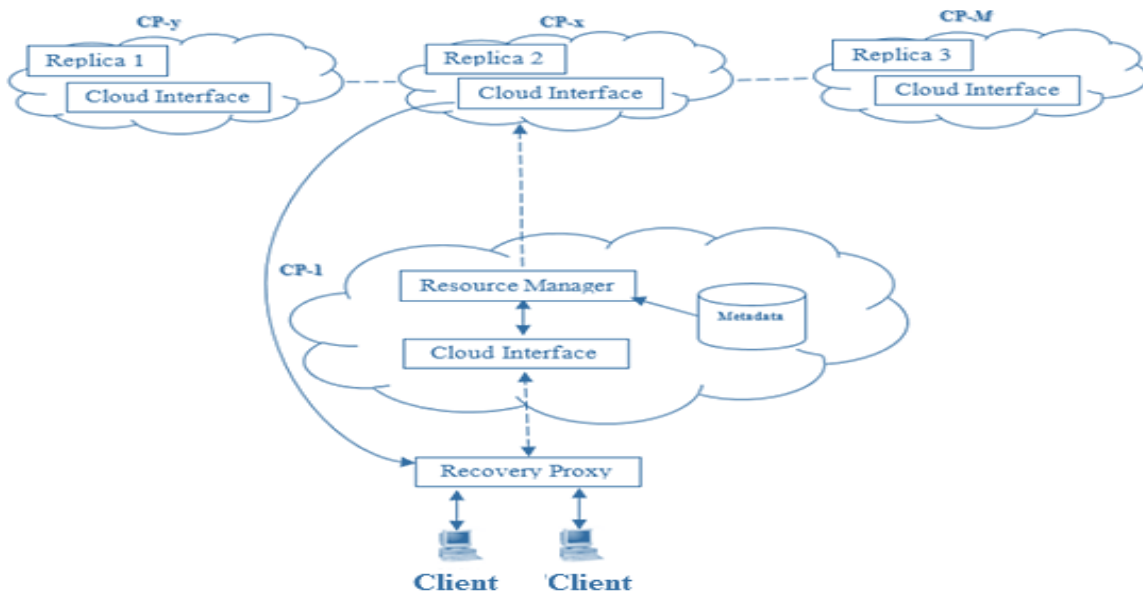 CP-y
CP-x
CP-M
Replica 1
Replica 2
Replica 3
Cloud Interface
Cloud Interface
Cloud Interface
CP-1
Resource Manager
Metadata
Cloud Interface
Recovery Proxy
Client
'Client